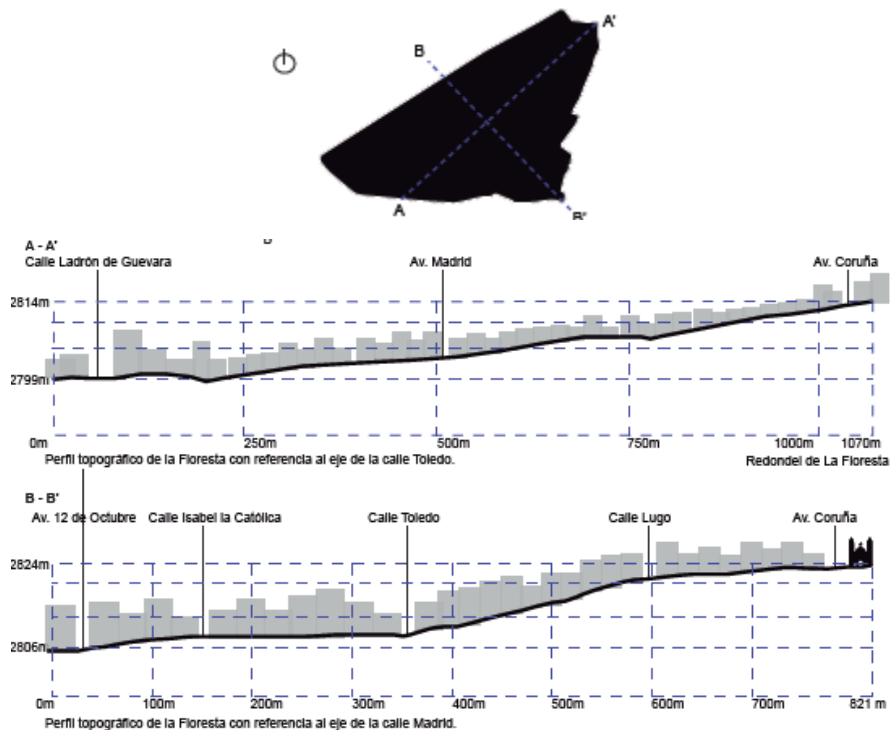 A'
B
A
B'
A - A'
Calle Ladrón de Guevara Av. Madrid Av. Coruña
2814m
2799m
0m 250m 500m 750m 1000m 1070m
Perfil topográfico de la Floresta con referencia al eje de la calle Toledo. Redondel de La Floresta
B - B'
Av. 12 de Octubre Calle Isabel la Católica Calle Toledo Calle Lugo Av. Coruña
2824m
2806m
0m 100m 200m 300m 400m 500m 600m 700m 821 m
Perfil topográfico de la Floresta con referencia al eje de la calle Madrid.